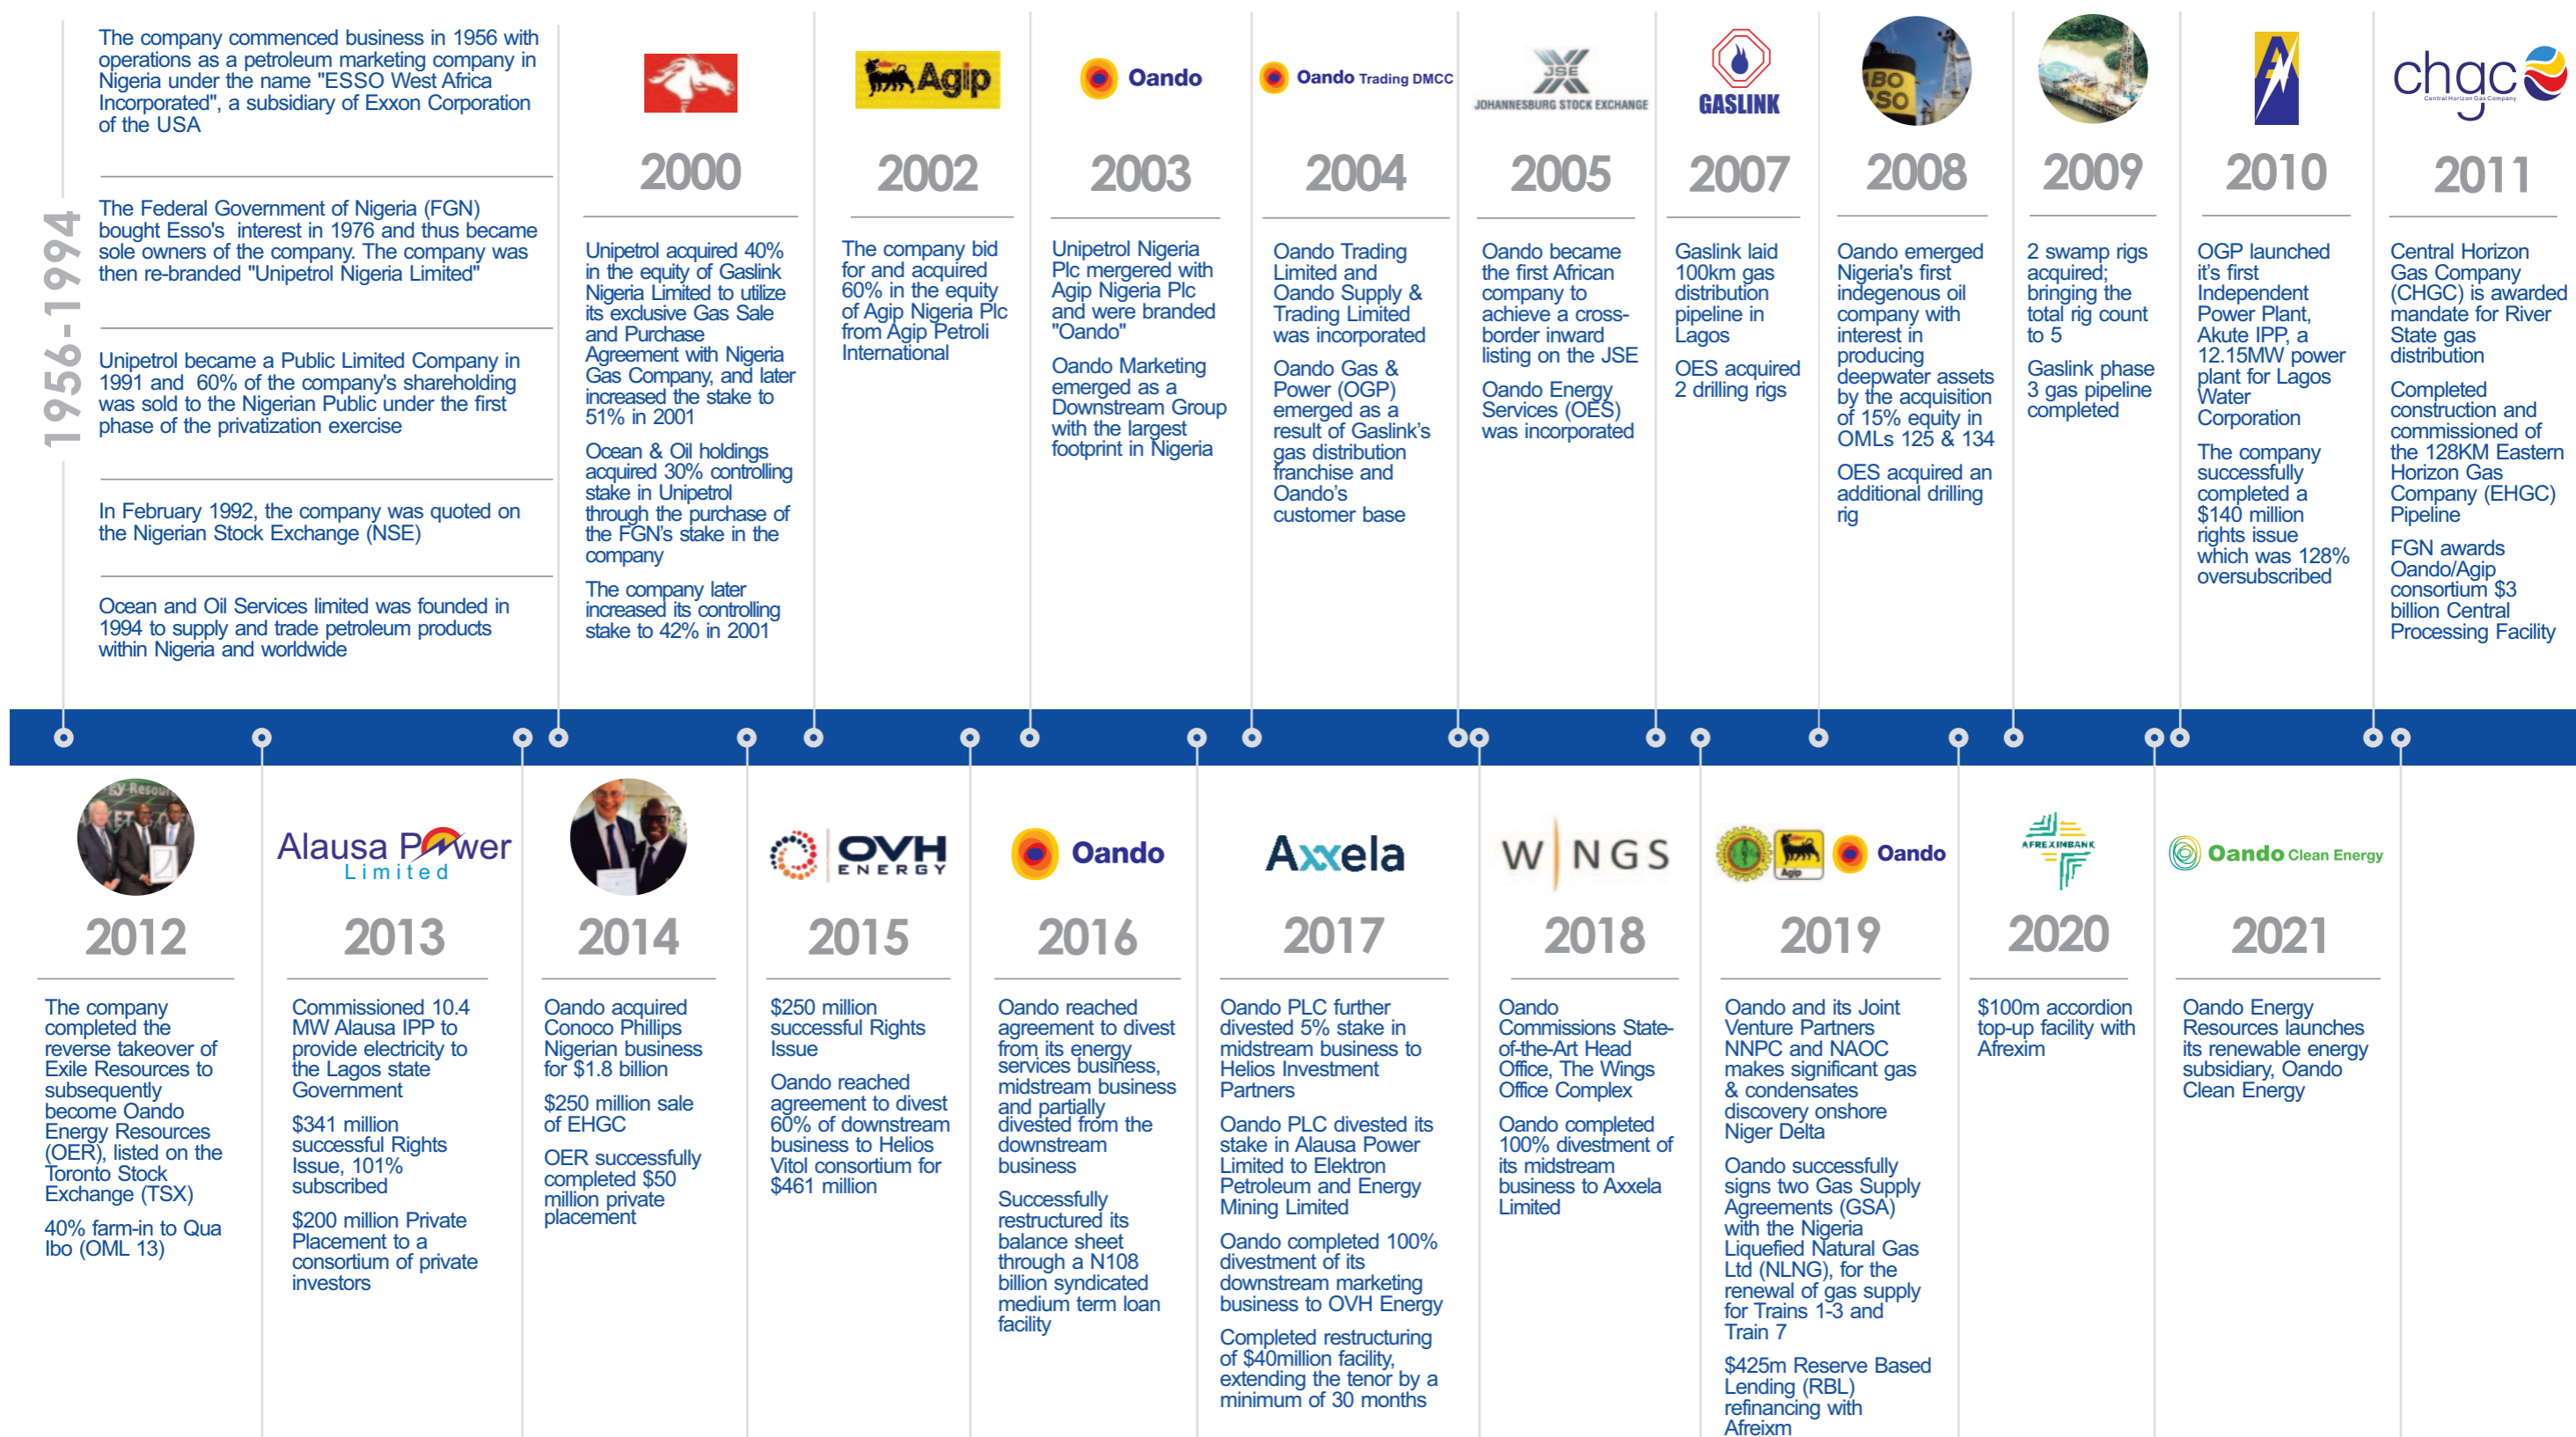 1956-1994
The company commenced business in 1956 with
operations as a petroleum marketing company in
Nigeria under the name "ESSO West Africa
Incorporated", a subsidiary of Exxon Corporation
of the USA
The Federal Government of Nigeria (FGN)
bought Esso's interest in 1976 and thus became
sole owners of the company. The company was
then re-branded "Unipetrol Nigeria Limited"
Unipetrol became a Public Limited Company in
1991 and 60% of the company's shareholding
was sold to the Nigerian Public under the first
phase of the privatization exercise
In February 1992, the company was quoted on
the Nigerian Stock Exchange (NSE)
Ocean and Oil Services limited was founded in
1994 to supply and trade petroleum products
within Nigeria and worldwide
2000
Unipetrol acquired 40%
in the equity of Gaslink
Nigeria Limited to utilize
its exclusive Gas Sale
and Purchase
Agreement with Nigeria
Gas Company, and later
increased the stake to
51% in 2001
Ocean & Oil holdings
acquired 30% controlling
stake in Unipetrol
through the purchase of
the FGN's stake in the
company
The company later
increased its controlling
stake to 42% in 2001
Agip
2002
The company bid
for and acquired
60% in the equity
of Agip Nigeria Plc
from Agip Petroli
International
Oando
2003
Unipetrol Nigeria
Plc mergered with
Agip Nigeria Plc
and were branded
"Oando"
Oando Marketing
emerged as a
Downstream Group
with the largest
footprint in Nigeria
Oando Trading DMCC
2004
Oando Trading
Limited and
Oando Supply &
Trading Limited
was incorporated
Oando Gas &
Power (OGP)
emerged as a
result of Gaslink's
gas distribution
franchise and
Oando's
customer base
JSE
JOHANNESBURG STOCK EXCHANGE
2005
Oando became
the first African
company to
achieve a cross-
border inward
listing on the JSE
Oando Energy
Services (OES)
was incorporated
GASLINK
2007
Gaslink laid
100km gas
distribution
pipeline in
Lagos
OES acquired
2 drilling rigs
ABO
FPSO
2008
Oando emerged
Nigeria's first
indegenous oil
company with
interest in
producing
deepwater assets
by the acquisition
of 15% equity in
OMLs 125 & 134
OES acquired an
additional drilling
rig
2009
2 swamp rigs
acquired;
bringing the
total rig count
to 5
Gaslink phase
3 gas pipeline
completed
2010
OGP launched
it's first
Independent
Power Plant,
Akute IPP, a
12.15MW power
plant for Lagos
Water
Corporation
The company
successfully
completed a
$140 million
rights issue
which was 128%
oversubscribed
chgc
Central Horizon Gas Company
2011
Central Horizon
Gas Company
(CHGC) is awarded
mandate for River
State gas
distribution
Completed
construction and
commissioned of
the 128KM Eastern
Horizon Gas
Company (EHGC)
Pipeline
FGN awards
Oando/Agip
consortium $3
billion Central
Processing Facility
2012
The company
completed the
reverse takeover of
Exile Resources to
subsequently
become Oando
Energy Resources
(OER), listed on the
Toronto Stock
Exchange (TSX)
40% farm-in to Qua
Ibo (OML 13)
Alausa Power
Limited
2013
Commissioned 10.4
MW Alausa IPP to
provide electricity to
the Lagos state
Government
$341 million
successful Rights
Issue, 101%
subscribed
$200 million Private
Placement to a
consortium of private
investors
2014
Oando acquired
Conoco Phillips
Nigerian business
for $1.8 billion
$250 million sale
of EHGC
OER successfully
completed $50
million private
placement
OVH
ENERGY
2015
$250 million
successful Rights
Issue
Oando reached
agreement to divest
60% of downstream
business to Helios
Vitol consortium for
$461 million
Oando
2016
Oando reached
agreement to divest
from its energy
services business,
midstream business
and partially
divested from the
downstream
business
Successfully
restructured its
balance sheet
through a N108
billion syndicated
medium term loan
facility
Axxela
2017
Oando PLC further
divested 5% stake in
midstream business to
Helios Investment
Partners
Oando PLC divested its
stake in Alausa Power
Limited to Elektron
Petroleum and Energy
Mining Limited
Oando completed 100%
divestment of its
downstream marketing
business to OVH Energy
Completed restructuring
of $40million facility,
extending the tenor by a
minimum of 30 months
W|NGS
2018
Oando
Commissions State-
of-the-Art Head
Office, The Wings
Office Complex
Oando completed
100% divestment of
its midstream
business to Axxela
Limited
Agip
Oando
2019
Oando and its Joint
Venture Partners
NNPC and NAOC
makes significant gas
& condensates
discovery onshore
Niger Delta
Oando successfully
signs two Gas Supply
Agreements (GSA)
with the Nigeria
Liquefied Natural Gas
Ltd (NLNG), for the
renewal of gas supply
for Trains 1-3 and
Train 7
$425m Reserve Based
Lending (RBL)
refinancing with
Afreixm
AFREXIMBANK
2020
$100m accordion
top-up facility with
Afrexim
Oando Clean Energy
2021
Oando Energy
Resources launches
its renewable energy
subsidiary, Oando
Clean Energy